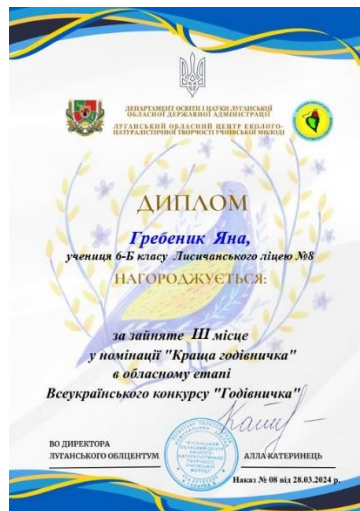 ДЕПАРТАМЕНТ ОСВІТИ І НАУКИ ЛУГАНСЬКОЇ
ОБЛАСНОЇ ДЕРЖАВНОЇ АДМІНІСТРАЦІЇ
ЛУГАНСЬКИЙ ОБЛАСНИЙ ЦЕНТР ЕКОЛОГО-
НАТУРАЛІСТИЧНОЇ ТВОРЧОСТІ УЧНІВСЬКОЇ МОЛОДІ
ДИПЛОМ
Гребеник Яна,
учениця 6-Б класу Лисичанського ліцею №8
НАГОРОДЖУЄТЬСЯ:
за зайняте III місце
у номінації "Краща годівничка"
в обласному етапі
Всеукраїнського конкурсу "Годівничка"
ВО ДИРЕКТОРА
ЛУГАНСЬКОГО ОБЛЦЕНТУМ
АЛЛА КАТЕРИНЕЦЬ
Наказ № 08 від 28.03.2024 р.